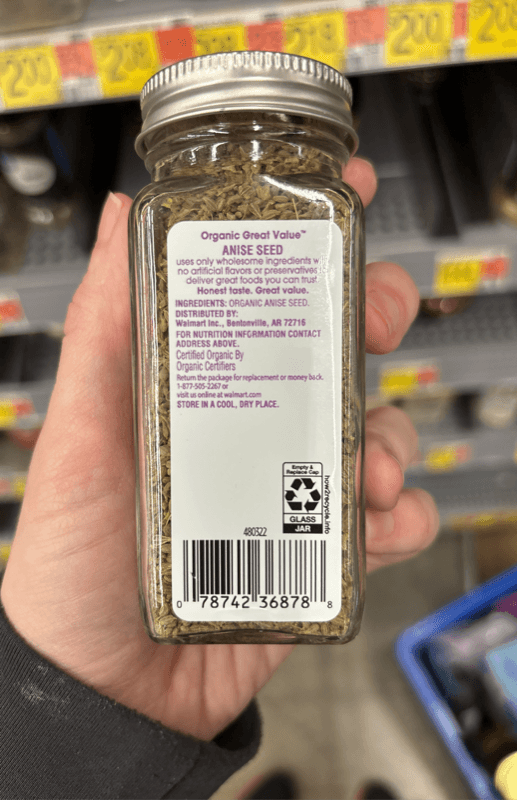 Organic Great Value™
ANISE SEED
uses only wholesome ingredients w
no artificial flavors or preservatives
deliver great foods you can trust.
Honest taste. Great value.
INGREDIENTS: ORGANIC ANISE SEED.
DISTRIBUTED BY:
Walmart Inc., Bentonville, AR 72716
FOR NUTRITION INFORMATION CONTACT
ADDRESS ABOVE.
Certified Organic By
Organic Certifiers
Return the package for replacement or money back.
1-877-505-2267 or
visit us online at walmart.com
STORE IN A COOL, DRY PLACE.
Empty &
Replace Cap
GLASS
JAR
how2recycle.info
480322
0 78742 36878 8